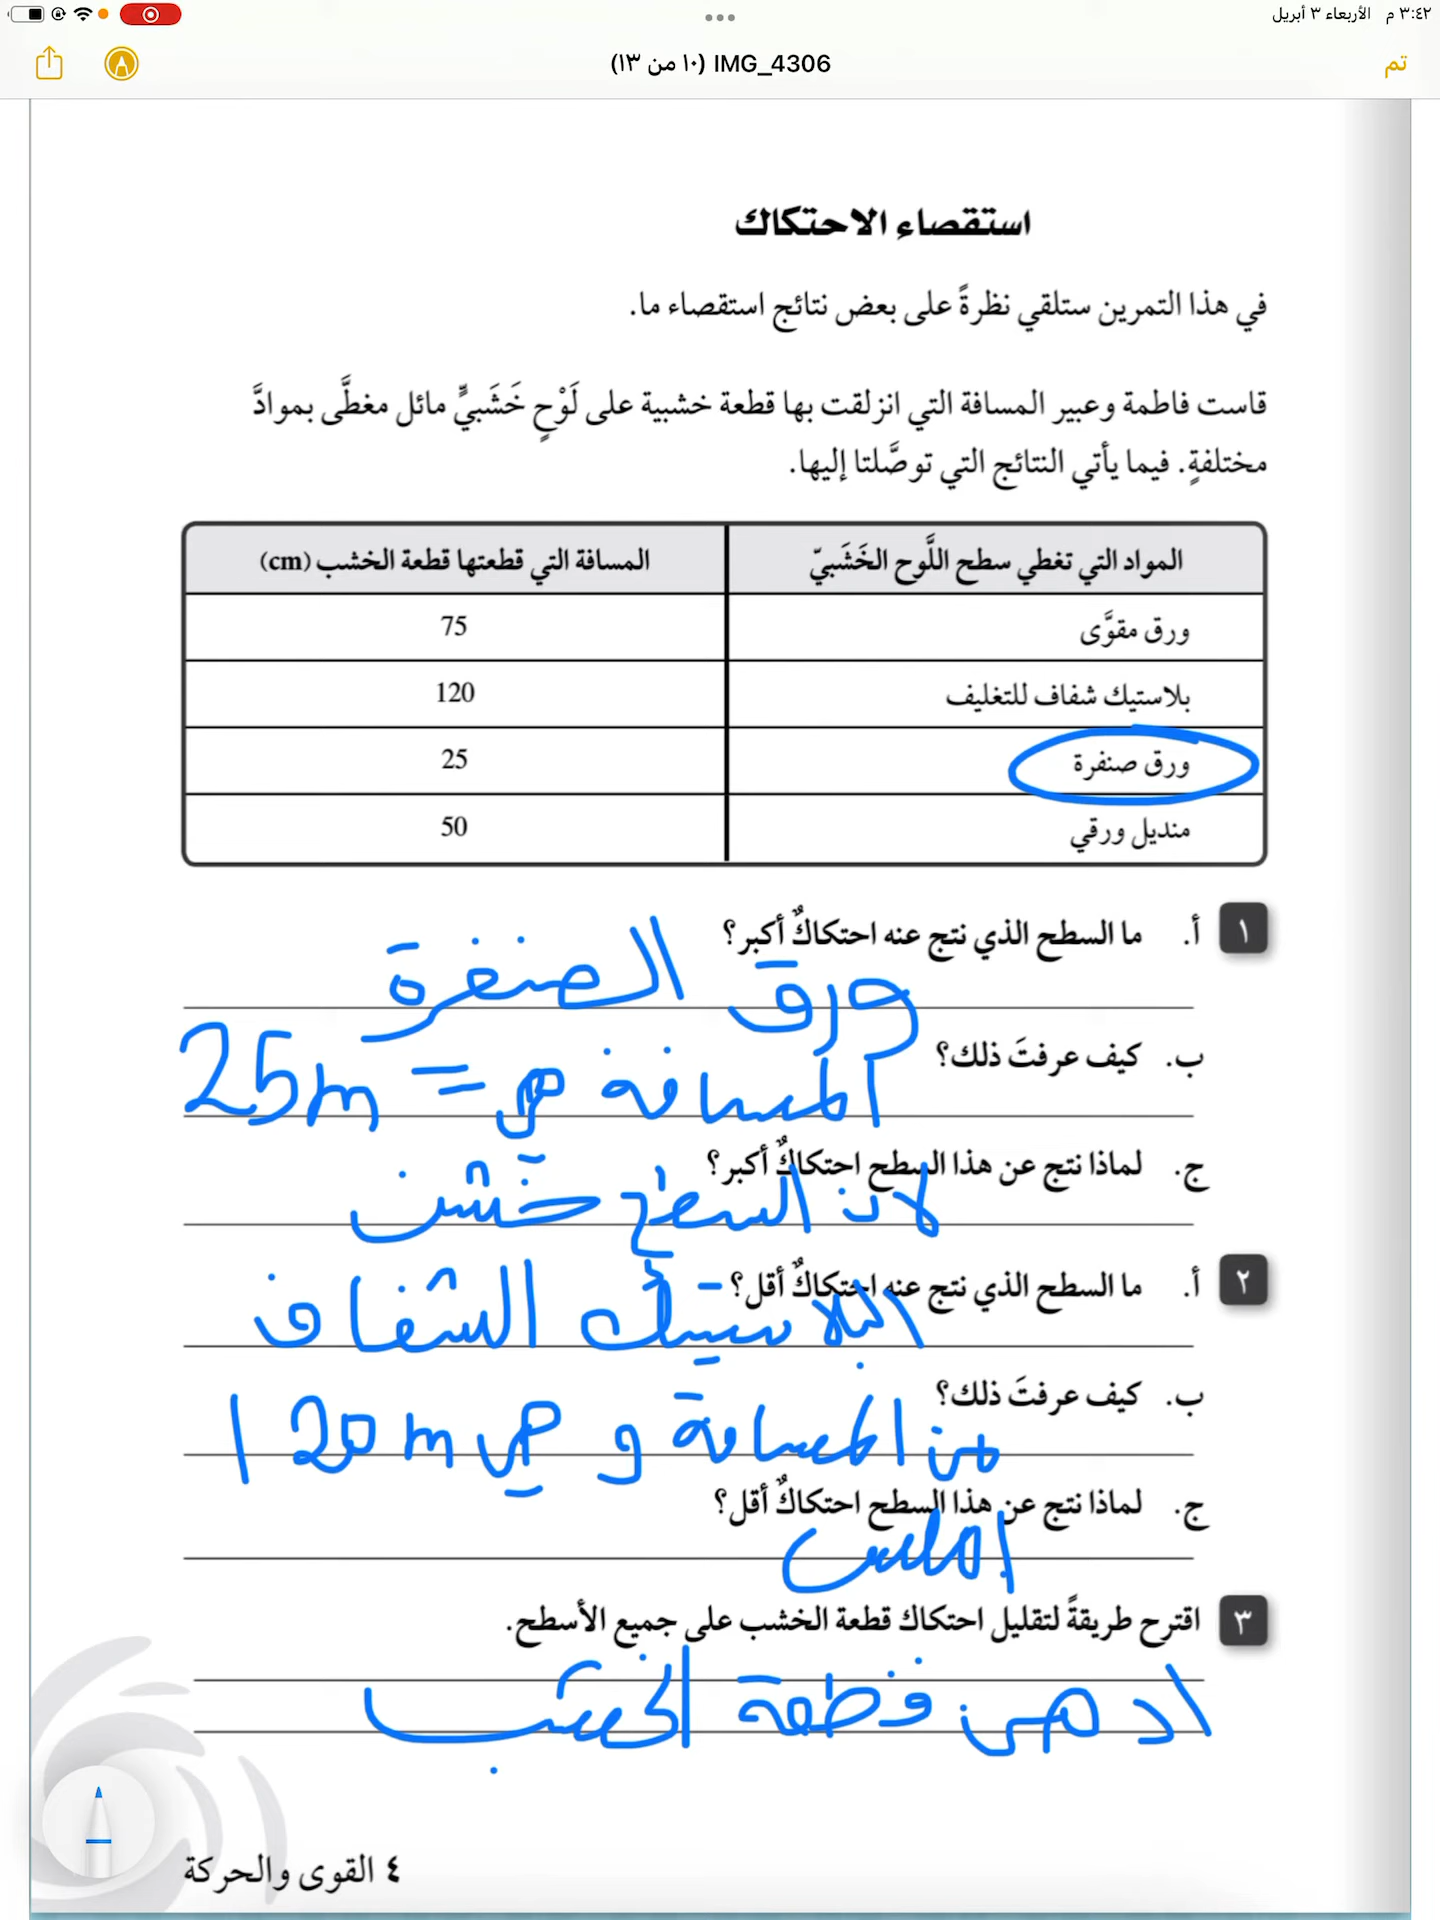 ٣:٤٢ م الأربعاء ٣ أبريل
تم
IMG_4306 (١٠ من ١٣)
استقصاء الاحتكاك
في هذا التمرين ستلقي نظرةً على بعض نتائج استقصاء ما.
قاست فاطمة وعبير المسافة التي انزلقت بها قطعة خشبية على لَوْحٍ خَشَبيٍّ مائل مغطَّى بموادَّ
مختلفةٍ. فيما يأتي النتائج التي توصَّلتا إليها.
المواد التي تغطي سطح اللَّوح الخَشَبيّ المسافة التي قطعتها قطعة الخشب (cm)
ورق مقوَّى 75
بلاستيك شفاف للتغليف 120
ورق صنفرة 25
منديل ورقي 50
١ أ. ما السطح الذي نتج عنه احتكاكٌ أكبر؟
ورق الصنفرة
ب. كيف عرفتَ ذلك؟
المسافة هي = 25m
ج. لماذا نتج عن هذا السطح احتكاكٌ أكبر؟
لان السطح خشن
٢ أ. ما السطح الذي نتج عنه احتكاكٌ أقل؟
البلاستيك الشفاف
ب. كيف عرفتَ ذلك؟
من المسافة و هي 120m
ج. لماذا نتج عن هذا السطح احتكاكٌ أقل؟
املس
٣ اقترح طريقةً لتقليل احتكاك قطعة الخشب على جميع الأسطح.
ادهن قطعة الخشب
٤ القوى والحركة